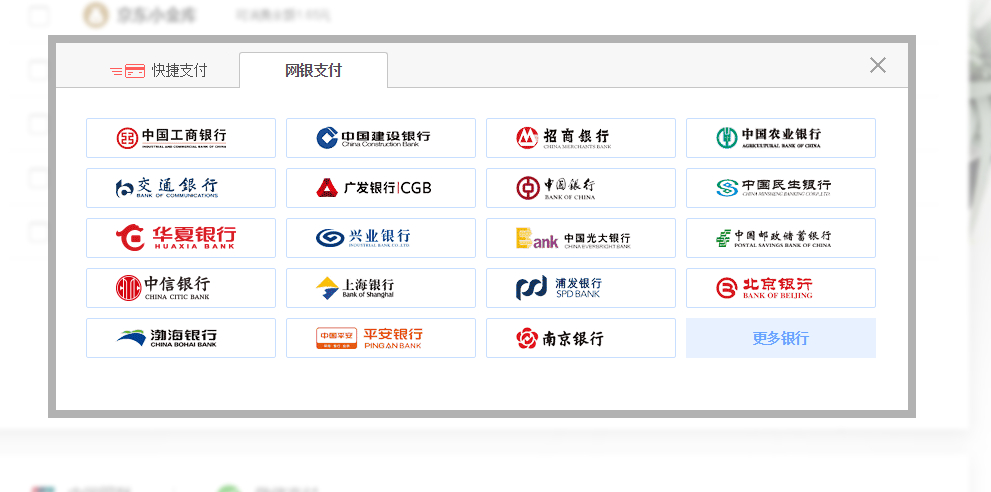 京东小金库
快捷支付
网银支付
中国工商银行
INDUSTRIAL AND COMMERCIAL BANK OF CHINA
中国建设银行
China Construction Bank
招商銀行
CHINA MERCHANTS BANK
中国农业银行
AGRICULTURAL BANK OF CHINA
交通銀行
BANK OF COMMUNICATIONS
广发银行|CGB
中国银行
BANK OF CHINA
中国民生银行
CHINA MINSHENG BANKING CORP.,LTD.
华夏银行
HUAXIA BANK
兴业银行
INDUSTRIAL BANK CO.,LTD.
Bank
中国光大银行
CHINA EVERBRIGHT BANK
中国邮政储蓄银行
POSTAL SAVINGS BANK OF CHINA
中信银行
CHINA CITIC BANK
上海银行
Bank of Shanghai
浦发银行
SPD BANK
北京银行
BANK OF BEIJING
渤海银行
CHINA BOHAI BANK
中国平安
平安银行
PING AN BANK
南京银行
更多银行